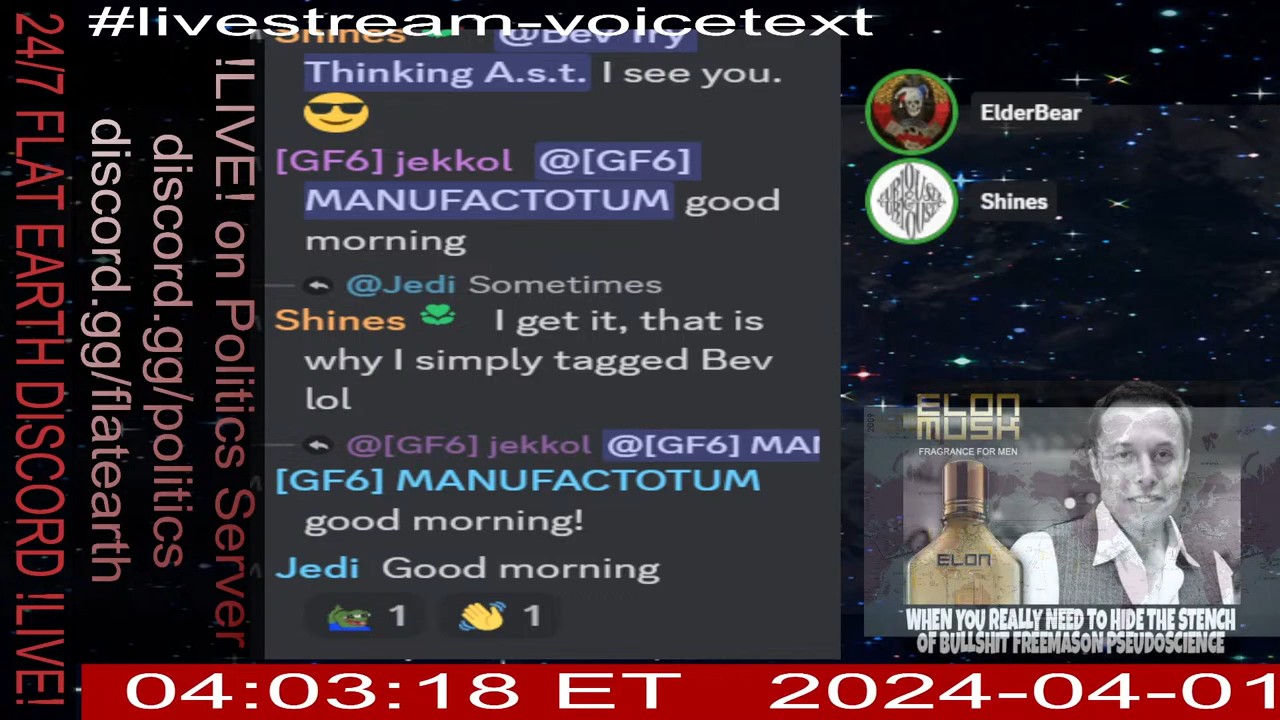 #livestream-voicetext
24/7 FLAT EARTH DISCORD !LIVE!
discord.gg/flatearth
discord.gg/politics
!LIVE! on Politics Server
Shines @Bev Try
Thinking A.s.t. I see you.
[GF6] jekkol @[GF6]
MANUFACTOTUM good
morning
@Jedi Sometimes
Shines I get it, that is
why I simply tagged Bev
lol
@[GF6] jekkol @[GF6] MAN
[GF6] MANUFACTOTUM
good morning!
Jedi Good morning
1 1
ElderBear
Shines
ELON
MUSK
FRAGRANCE FOR MEN
ELON
WHEN YOU REALLY NEED TO HIDE THE STENCH
OF BULLSHIT FREEMASON PSEUDOSCIENCE
04:03:18 ET 2024-04-01